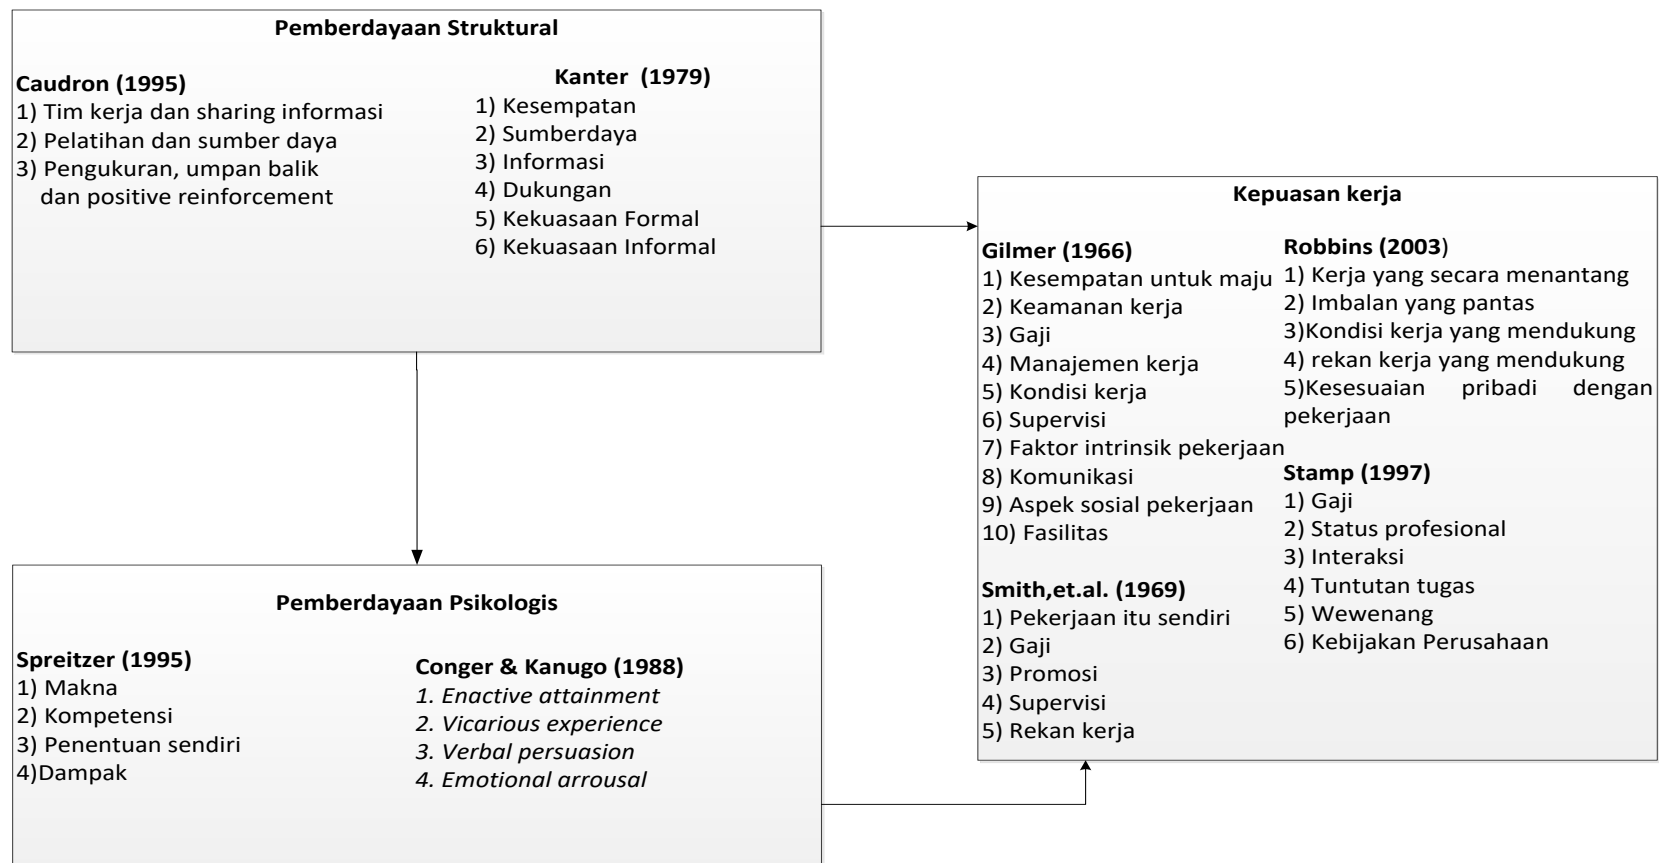 Pemberdayaan Struktural
Caudron (1995)
1) Tim kerja dan sharing informasi
2) Pelatihan dan sumber daya
3) Pengukuran, umpan balik
dan positive reinforcement
Kanter (1979)
1) Kesempatan
2) Sumberdaya
3) Informasi
4) Dukungan
5) Kekuasaan Formal
6) Kekuasaan Informal
Pemberdayaan Psikologis
Spreitzer (1995)
1) Makna
2) Kompetensi
3) Penentuan sendiri
4)Dampak
Conger & Kanugo (1988)
1. Enactive attainment
2. Vicarious experience
3. Verbal persuasion
4. Emotional arrousal
Kepuasan kerja
Gilmer (1966)
1) Kesempatan untuk maju
2) Keamanan kerja
3) Gaji
4) Manajemen kerja
5) Kondisi kerja
6) Supervisi
7) Faktor intrinsik pekerjaan
8) Komunikasi
9) Aspek sosial pekerjaan
10) Fasilitas
Smith,et.al. (1969)
1) Pekerjaan itu sendiri
2) Gaji
3) Promosi
4) Supervisi
5) Rekan kerja
Robbins (2003)
1) Kerja yang secara menantang
2) Imbalan yang pantas
3)Kondisi kerja yang mendukung
4) rekan kerja yang mendukung
5)Kesesuaian pribadi dengan
pekerjaan
Stamp (1997)
1) Gaji
2) Status profesional
3) Interaksi
4) Tuntutan tugas
5) Wewenang
6) Kebijakan Perusahaan